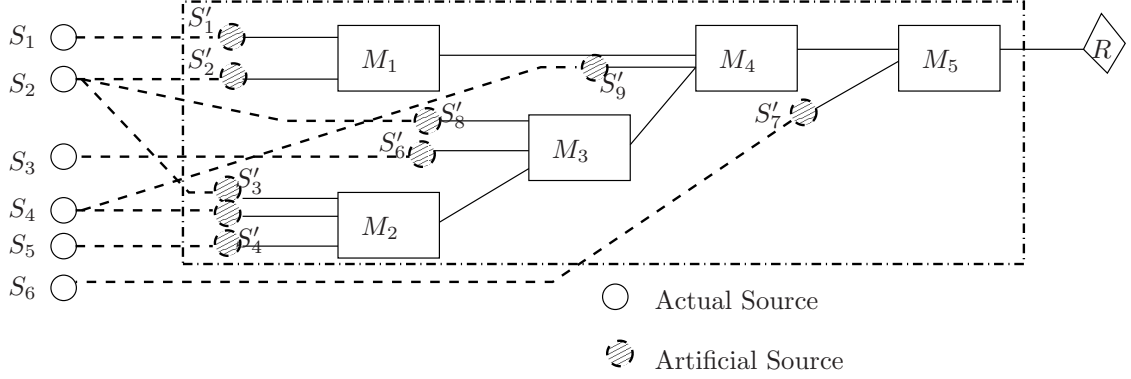 S₁ S′₁ M₁ M₄ M₅ R
S₂ S′₂ S′₉
S′₈ S′₇
S₃ S′₆ M₃
S′₃
S₄ M₂
S₅ S′₄
S₆
Actual Source
Artificial Source